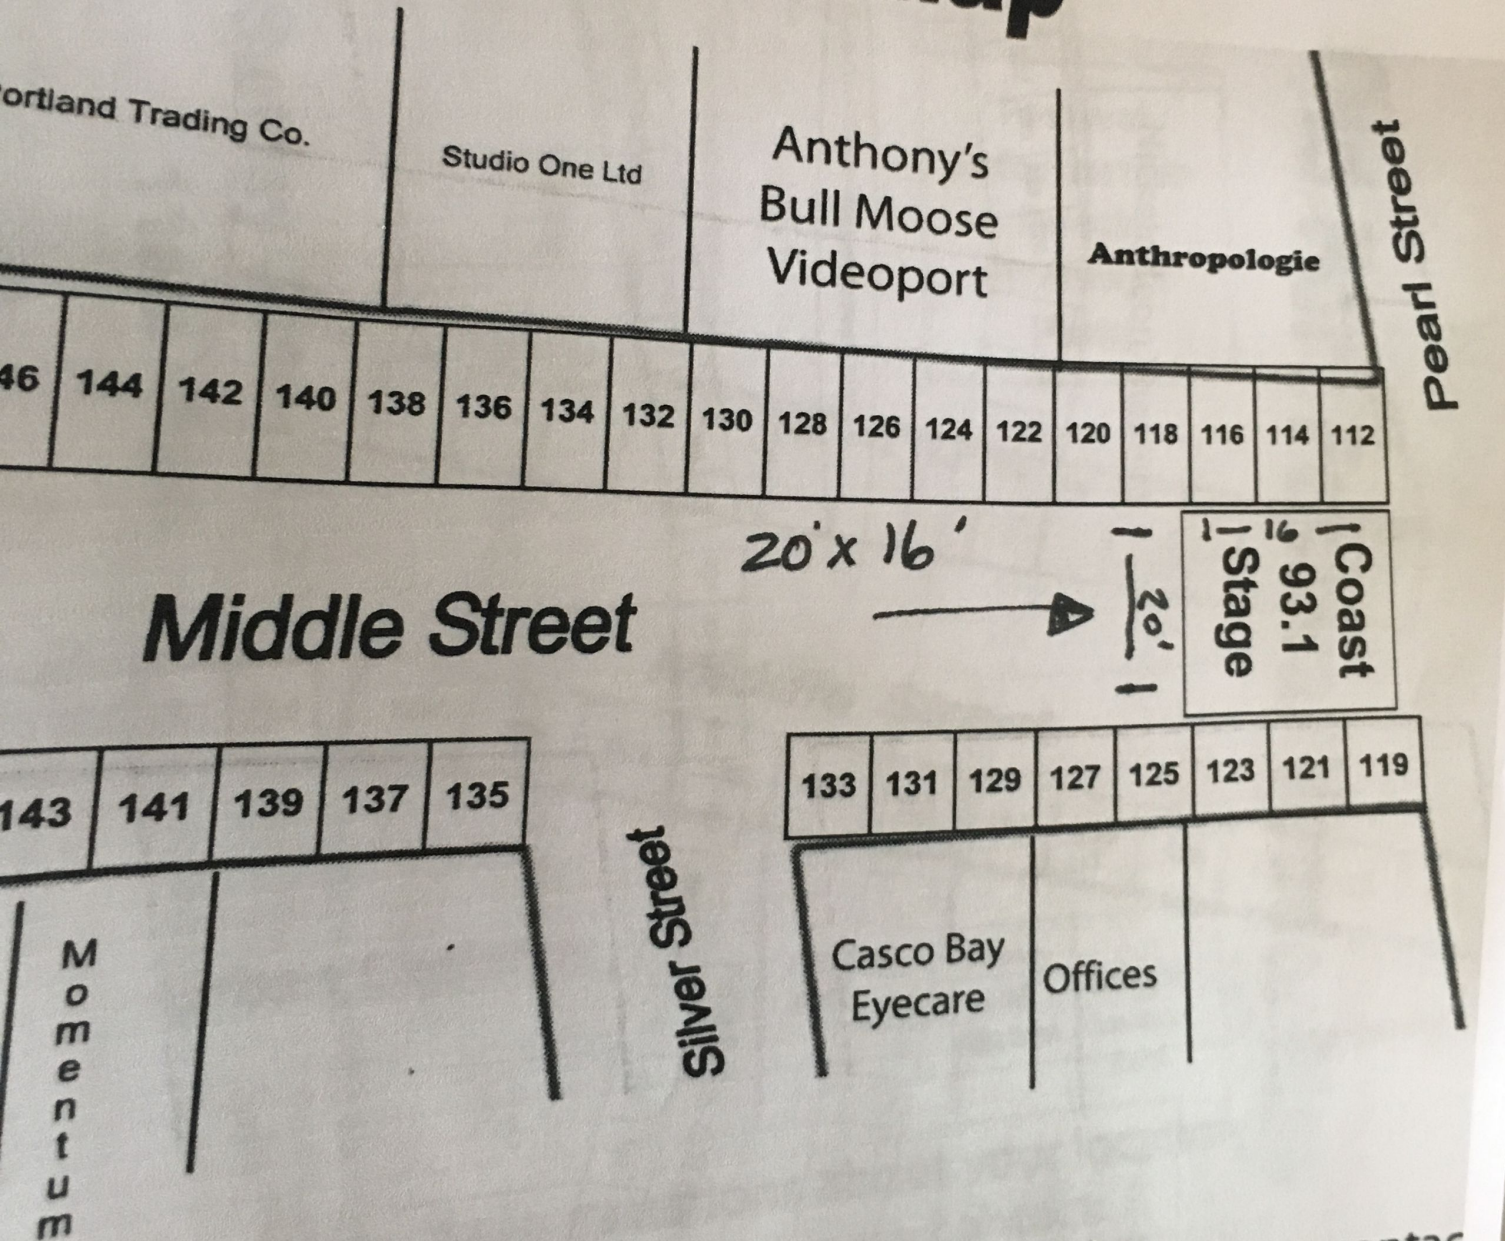 ortland Trading Co.
Studio One Ltd
Anthony's
Bull Moose
Videoport
Anthropologie
Pearl Street
46 144 142 140 138 136 134 132 130 128 126 124 122 120 118 116 114 112
20' x 16'
20'
16
Coast
93.1
Stage
Middle Street
143 141 139 137 135
133 131 129 127 125 123 121 119
Silver Street
Momentum
Casco Bay
Eyecare
Offices